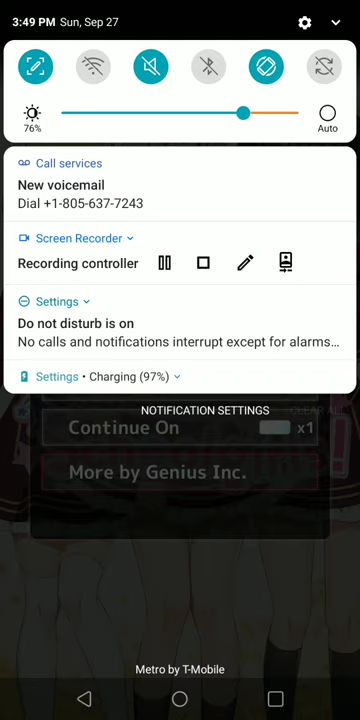 3:49 PM Sun, Sep 27
76%
Auto
Call services
New voicemail
Dial +1-805-637-7243
Screen Recorder
Recording controller
Settings
Do not disturb is on
No calls and notifications interrupt except for alarms...
Settings • Charging (97%)
NOTIFICATION SETTINGS
CLEAR ALL
Continue On
x1
More by Genius Inc.
Metro by T-Mobile